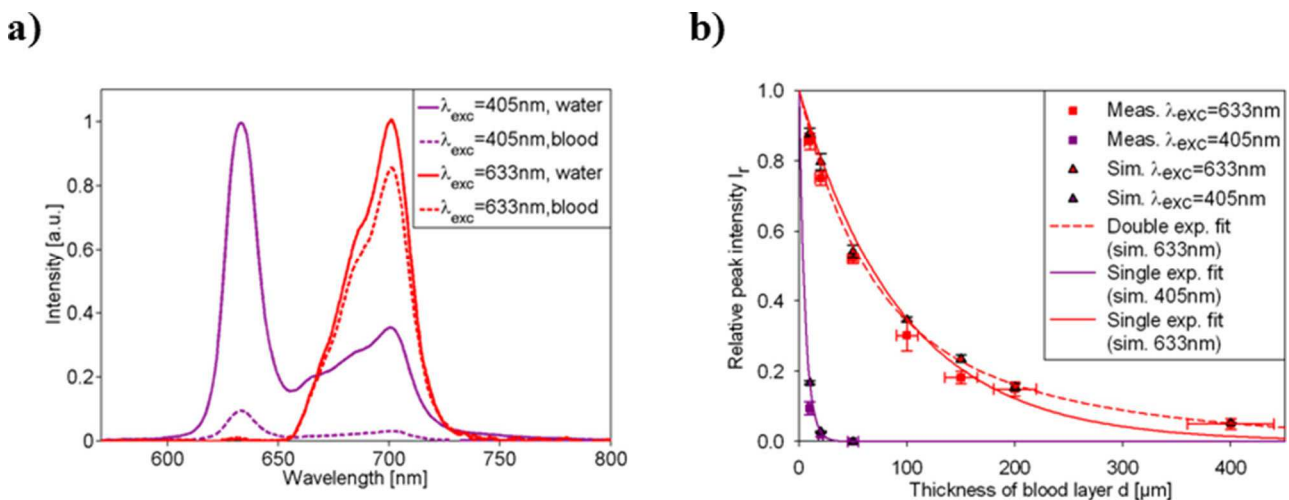 a)
b)
Intensity [a.u.]
1
0.8
0.6
0.4
0.2
0
600
650
700
750
800
Wavelength [nm]
λexc=405nm, water
λexc=405nm,blood
λexc=633nm, water
λexc=633nm,blood
Relative peak intensity Ir
1.0
0.8
0.6
0.4
0.2
0.0
0
100
200
300
400
Thickness of blood layer d [µm]
Meas. λexc=633nm
Meas. λexc=405nm
Sim. λexc=633nm
Sim. λexc=405nm
Double exp. fit
(sim. 633nm)
Single exp. fit
(sim. 405nm)
Single exp. fit
(sim. 633nm)